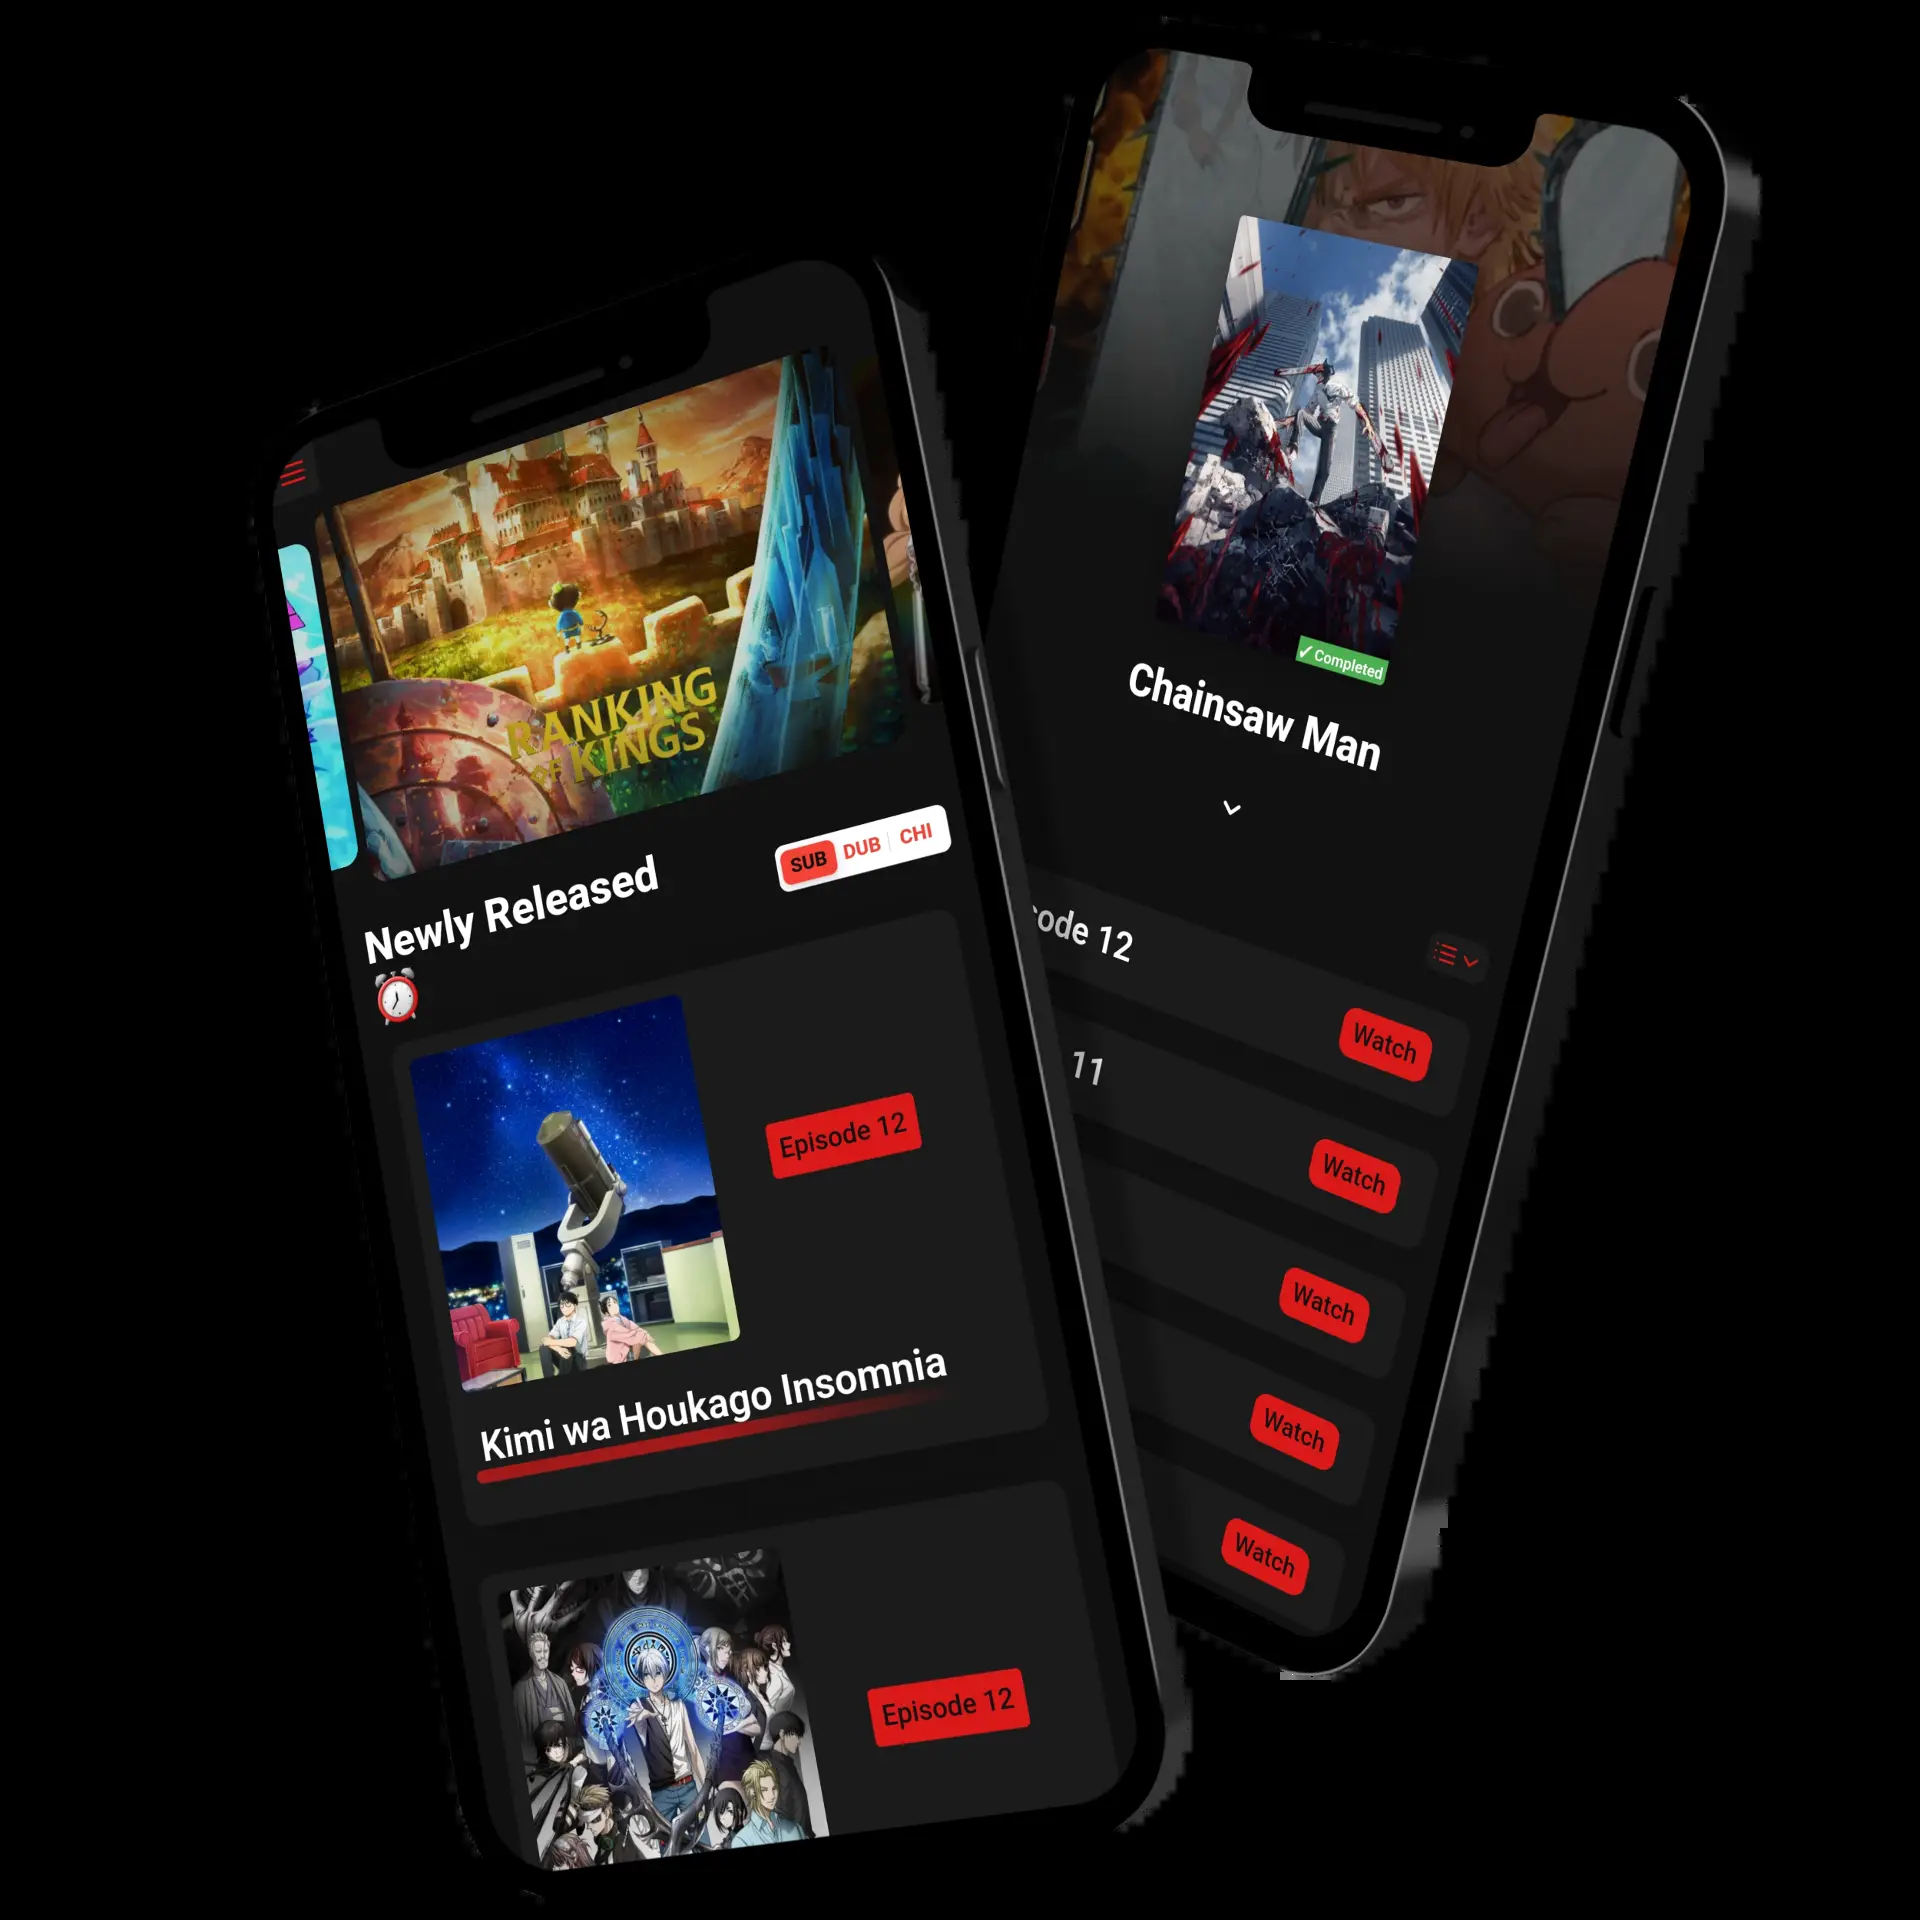 RANKING
OF KINGS
SUB DUB CHI
Newly Released
Episode 12
Kimi wa Houkago Insomnia
Episode 12
✓ Completed
Chainsaw Man
ode 12
Watch
11
Watch
Watch
Watch
Watch